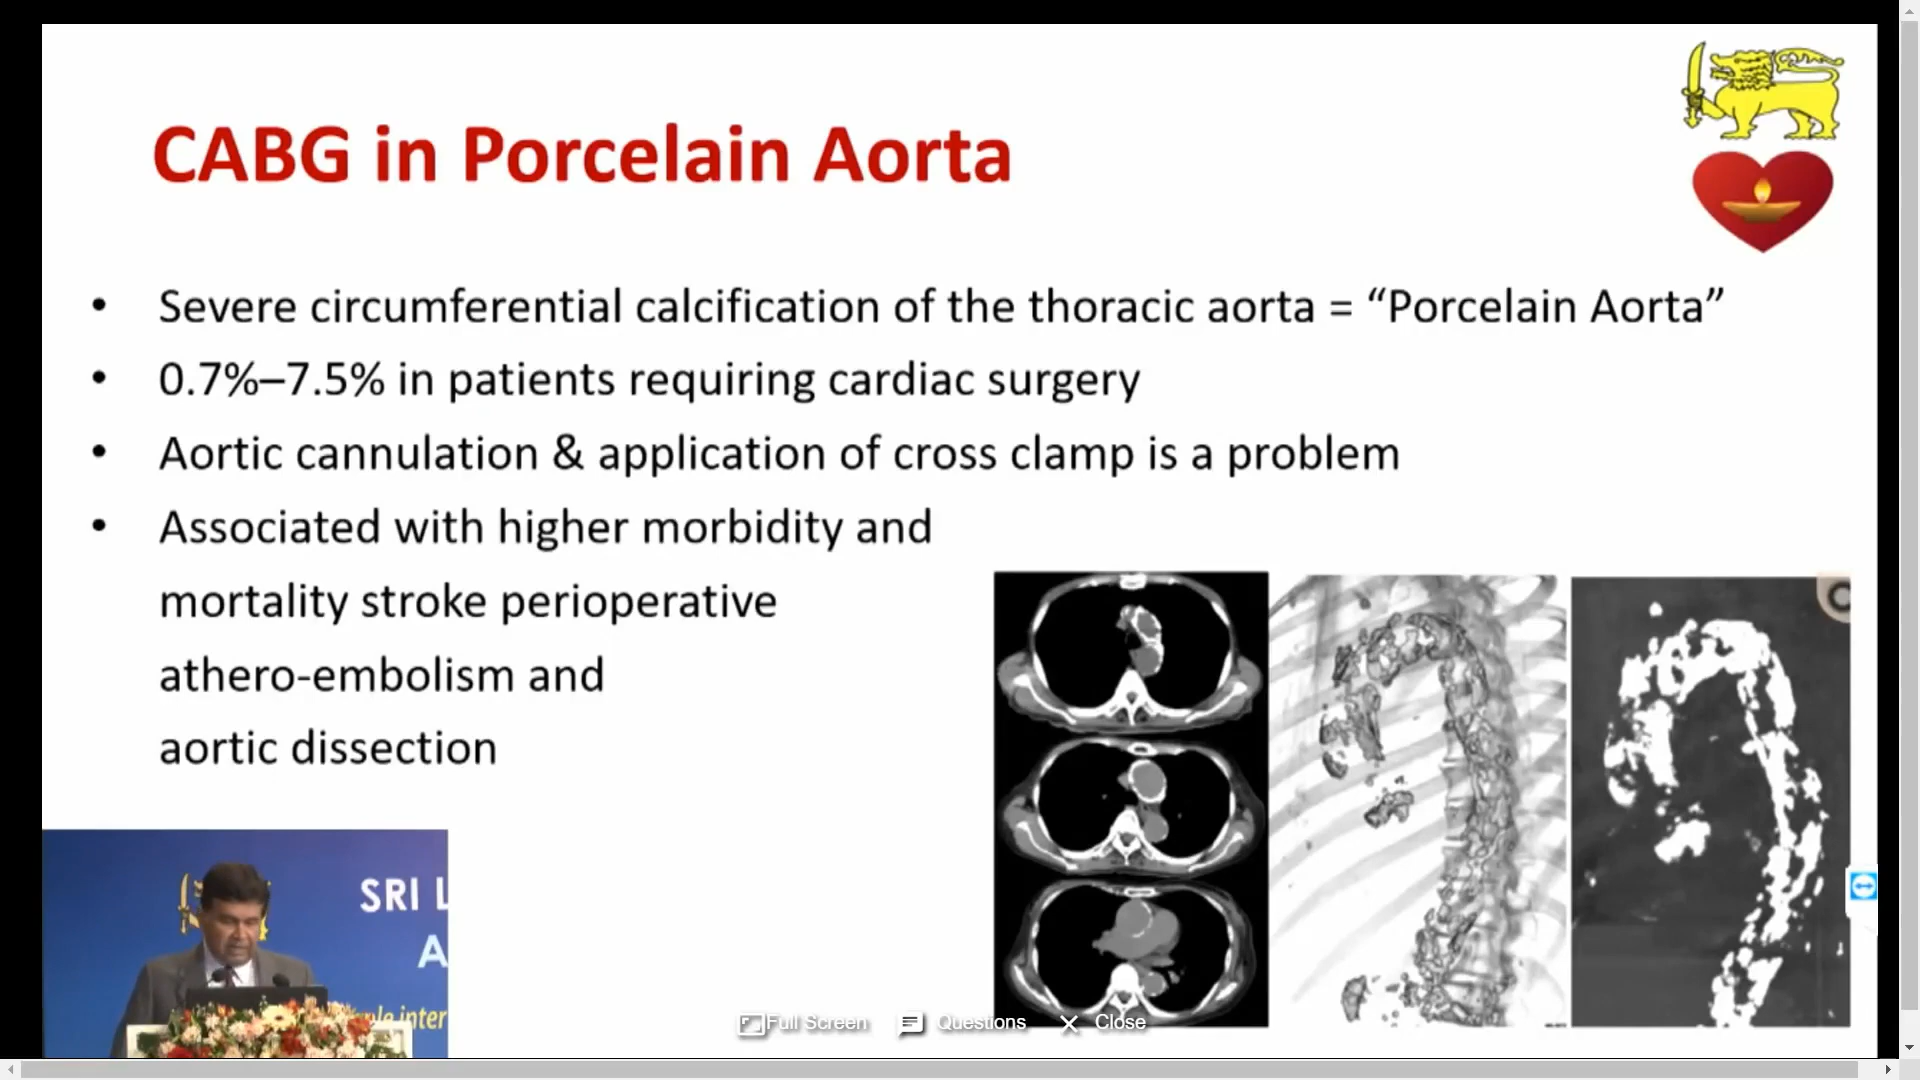 CABG in Porcelain Aorta
• Severe circumferential calcification of the thoracic aorta = “Porcelain Aorta”
• 0.7%–7.5% in patients requiring cardiac surgery
• Aortic cannulation & application of cross clamp is a problem
• Associated with higher morbidity and
mortality stroke perioperative
athero-embolism and
aortic dissection
SRI L
A
inter
Full Screen Questions Close